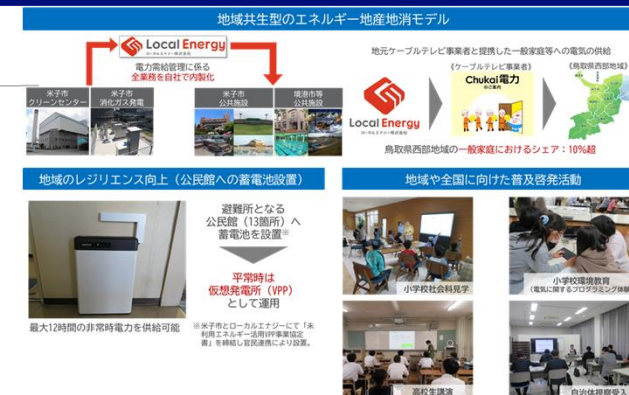 地域共生型のエネルギー地産地消モデル
Local Energy
ローカルエナジー株式会社
電力需給管理に係る
全業務を自社で内製化
米子市
クリーンセンター
米子市
消化ガス発電
米子市
公共施設
境港市等
公共施設
地元ケーブルテレビ事業者と提携した一般家庭等への電気の供給
Local Energy
ローカルエナジー株式会社
《ケーブルテレビ事業者》
Chukai電力
のご案内
《鳥取県西部地域》
鳥取県西部地域の一般家庭におけるシェア：10%超
地域のレジリエンス向上（公民館への蓄電池設置）
避難所となる
公民館（13箇所）へ
蓄電池を設置※
平常時は
仮想発電所（VPP）
として運用
最大12時間の非常時電力を供給可能
※米子市とローカルエナジーにて「未
利用エネルギー活用VPP事業協定
書」を締結し官民連携により設置。
地域や全国に向けた普及啓発活動
小学校社会科見学
小学校環境教育
（電気に関するプログラミング体験
高校生講演
自治体視察受入